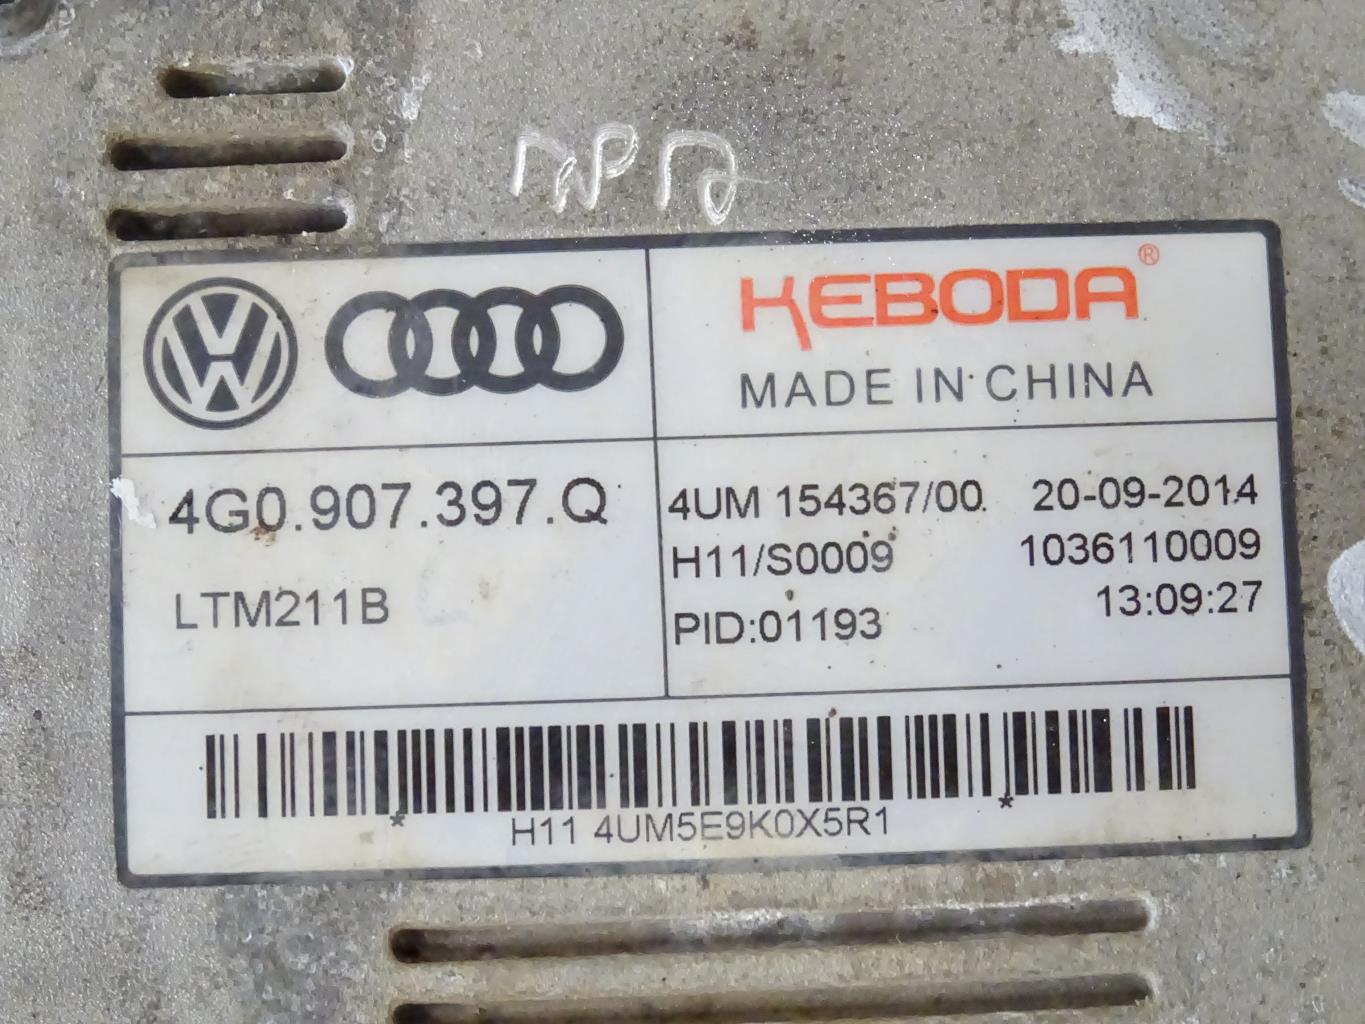 KEBODA®
MADE IN CHINA
4G0.907.397.Q
LTM211B
4UM 154367/00 20-09-2014
H11/S0009 1036110009
PID:01193 13:09:27
* H11 4UM5E9K0X5R1 *